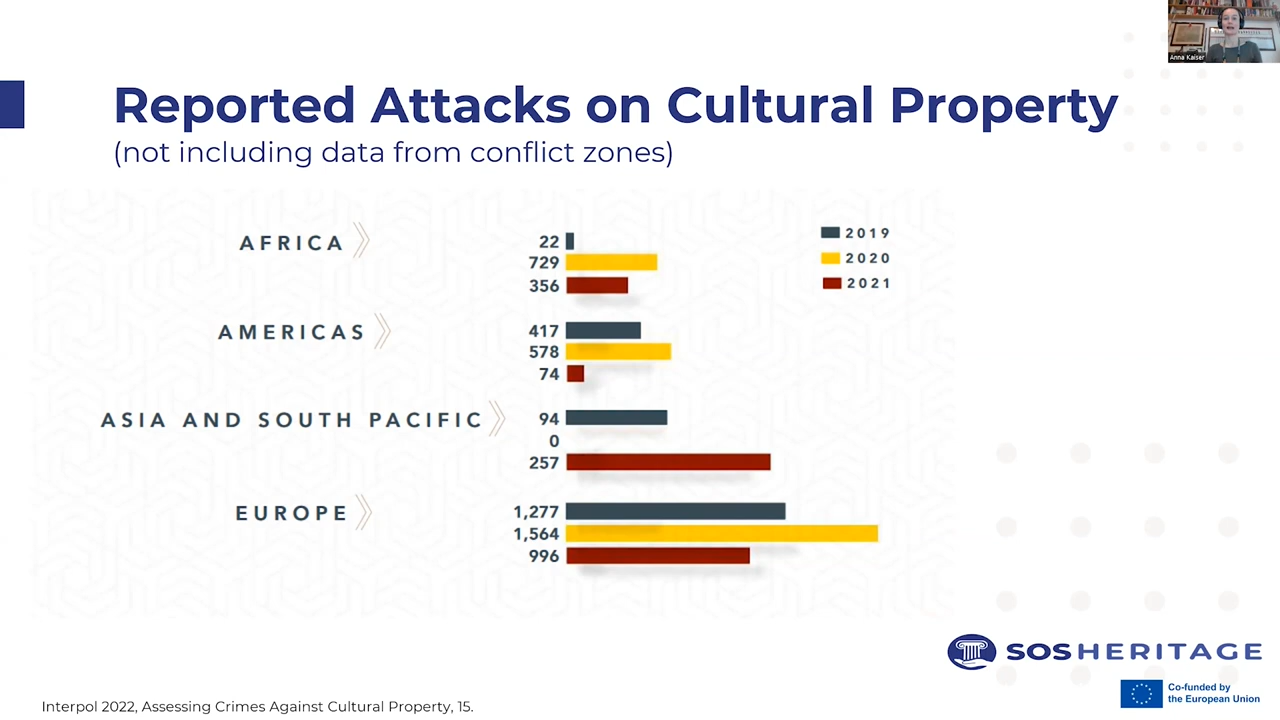 Anna Kaiser
Reported Attacks on Cultural Property
(not including data from conflict zones)
AFRICA
22
729
356
2019
2020
2021
AMERICAS
417
578
74
ASIA AND SOUTH PACIFIC
94
0
257
EUROPE
1,277
1,564
996
SOSHERITAGE
Co-funded by
the European Union
Interpol 2022, Assessing Crimes Against Cultural Property, 15.